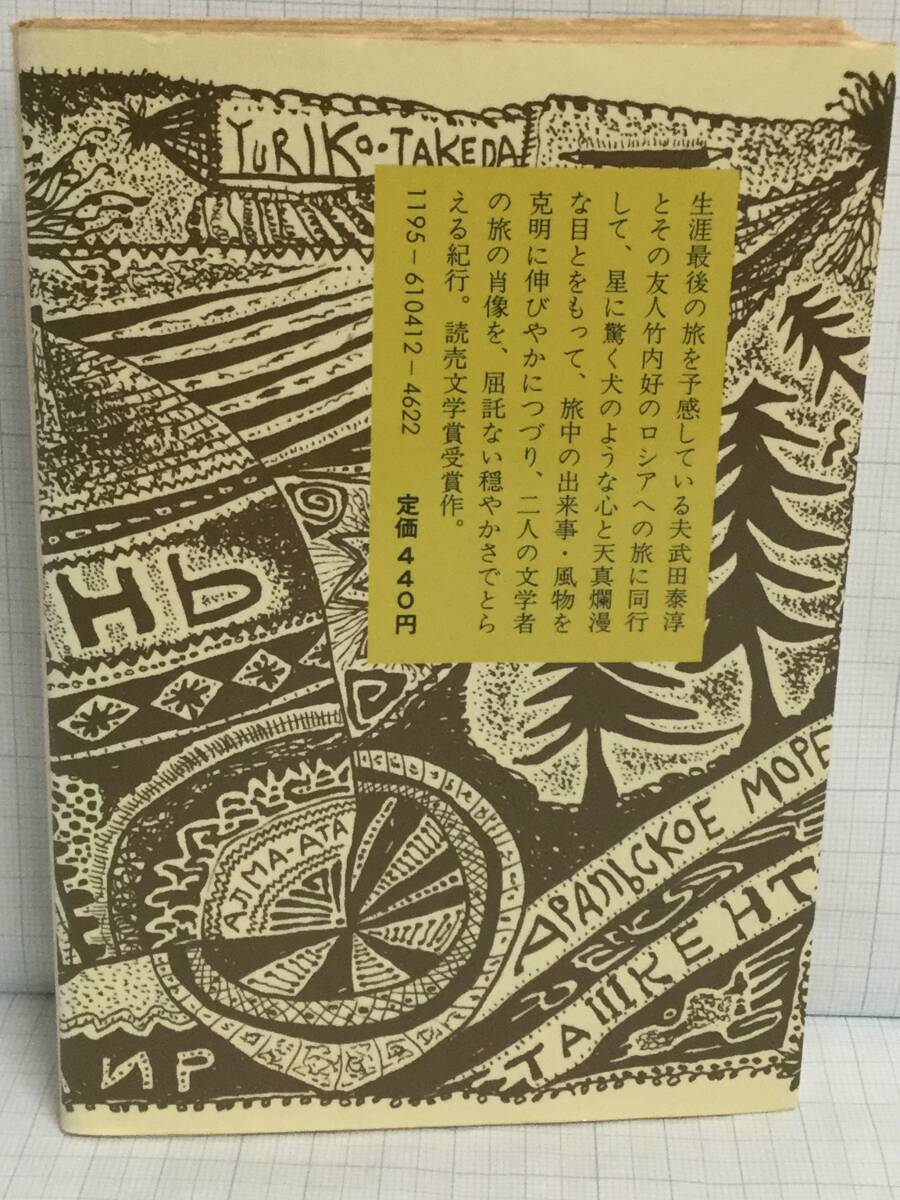 YURIKO・TAKEDA
生涯最後の旅を予感している夫武田泰淳
とその友人竹内好のロシアへの旅に同行
して、星に驚く犬のような心と天真爛漫
な目とをもって、旅中の出来事・風物を
克明に伸びやかにつづり、二人の文学者
の旅の肖像を、屈託ない穏やかさでとら
える紀行。読売文学賞受賞作。
1195-610412-4622 定価440円
НЬ
АЛМА-АТА
АРАЛЬСКОЕ МОРЕ
ТАШКЕНТ
ИР